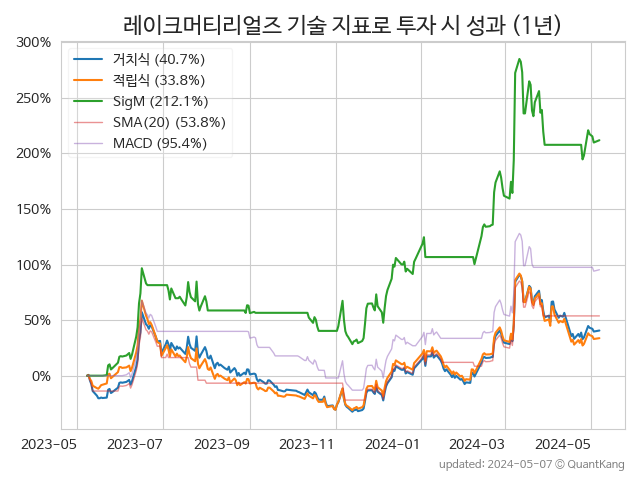 레이크머티리얼즈 기술 지표로 투자 시 성과 (1년)
300%
250%
200%
150%
100%
50%
0%
거치식 (40.7%)
적립식 (33.8%)
SigM (212.1%)
SMA(20) (53.8%)
MACD (95.4%)
2023-05
2023-07
2023-09
2023-11
2024-01
2024-03
2024-05
updated: 2024-05-07 © QuantKang